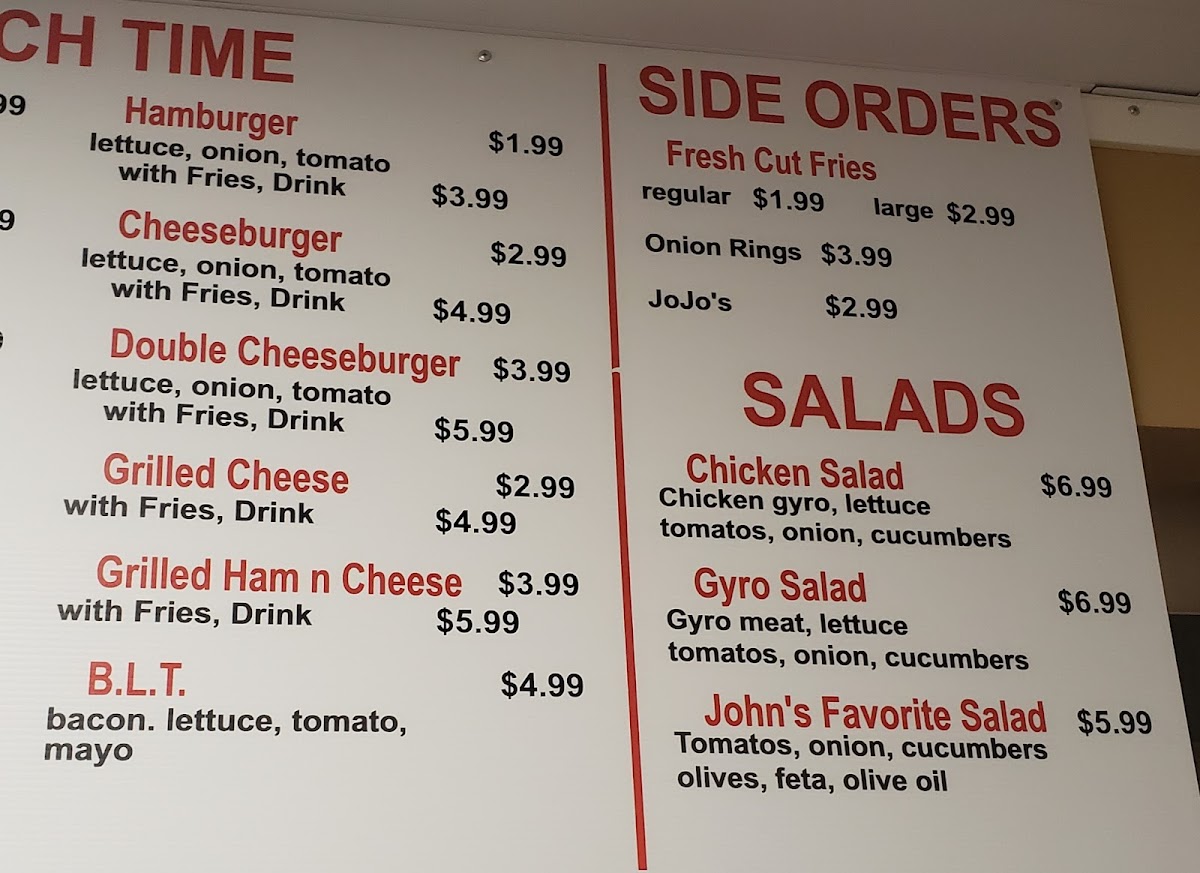 CH TIME
99
Hamburger
$1.99
lettuce, onion, tomato
with Fries, Drink $3.99
9
Cheeseburger
$2.99
lettuce, onion, tomato
with Fries, Drink $4.99
Double Cheeseburger $3.99
lettuce, onion, tomato
with Fries, Drink $5.99
Grilled Cheese $2.99
with Fries, Drink $4.99
Grilled Ham n Cheese $3.99
with Fries, Drink $5.99
B.L.T. $4.99
bacon. lettuce, tomato,
mayo
SIDE ORDERS
Fresh Cut Fries
regular $1.99 large $2.99
Onion Rings $3.99
JoJo's $2.99
SALADS
Chicken Salad $6.99
Chicken gyro, lettuce
tomatos, onion, cucumbers
Gyro Salad $6.99
Gyro meat, lettuce
tomatos, onion, cucumbers
John's Favorite Salad $5.99
Tomatos, onion, cucumbers
olives, feta, olive oil